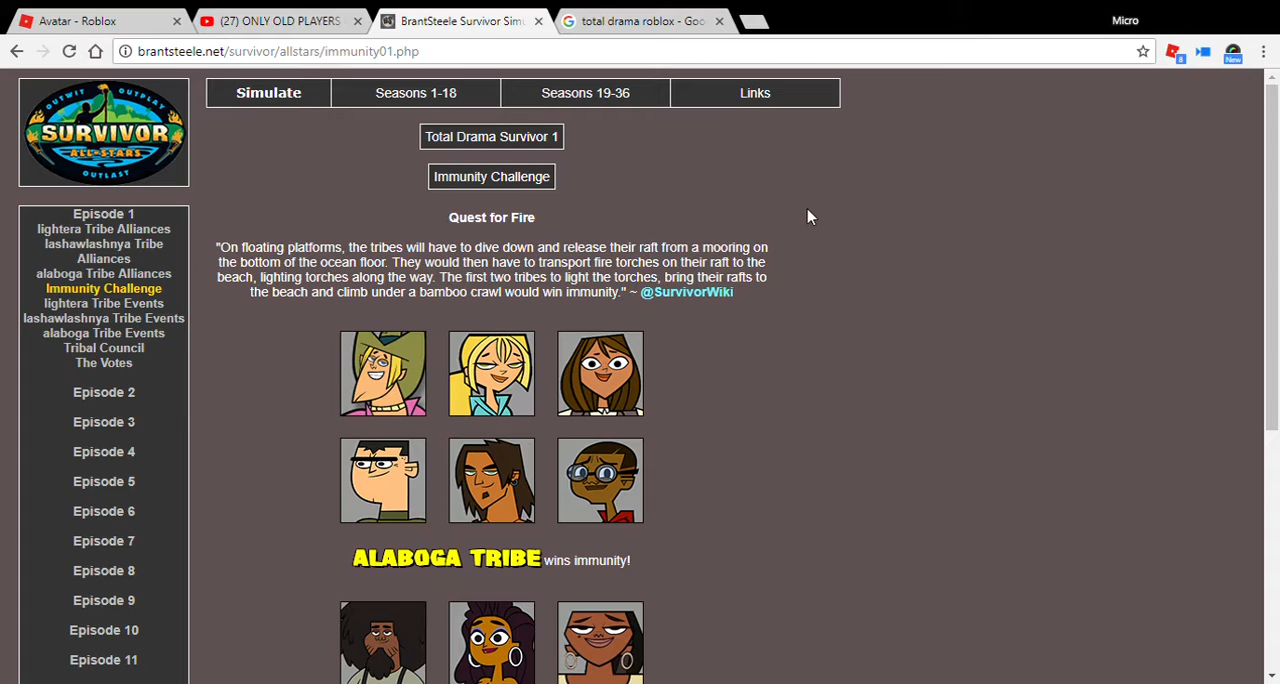 Avatar - Roblox
(27) ONLY OLD PLAYERS
BrantSteele Survivor Sim
total drama roblox - Goo
Micro
brantsteele.net/survivor/allstars/immunity01.php
8
New
OUTWIT OUTPLAY
SURVIVOR
ALL-STARS
OUTLAST
Simulate
Seasons 1-18
Seasons 19-36
Links
Total Drama Survivor 1
Immunity Challenge
Quest for Fire
"On floating platforms, the tribes will have to dive down and release their raft from a mooring on
the bottom of the ocean floor. They would then have to transport fire torches on their raft to the
beach, lighting torches along the way. The first two tribes to light the torches, bring their rafts to
the beach and climb under a bamboo crawl would win immunity." ~ @SurvivorWiki
ALABOGA TRIBE wins immunity!
Episode 1
lightera Tribe Alliances
lashawlashnya Tribe
Alliances
alaboga Tribe Alliances
Immunity Challenge
lightera Tribe Events
lashawlashnya Tribe Events
alaboga Tribe Events
Tribal Council
The Votes
Episode 2
Episode 3
Episode 4
Episode 5
Episode 6
Episode 7
Episode 8
Episode 9
Episode 10
Episode 11